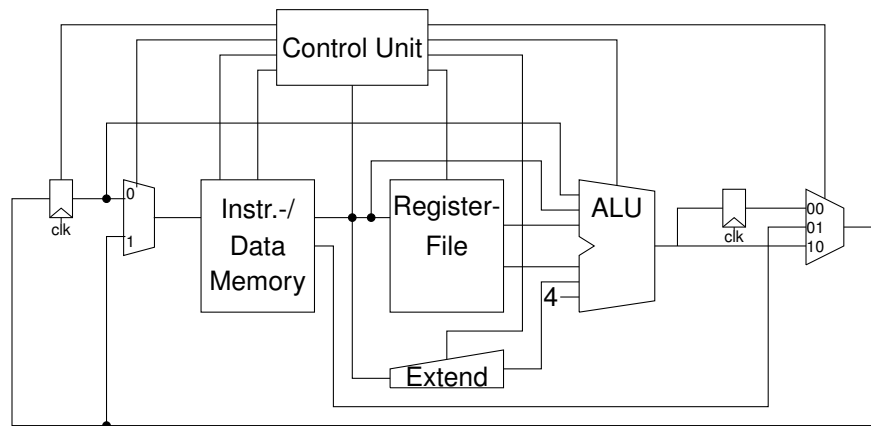 Control Unit
0
1
clk
Instr.-/
Data
Memory
Register-
File
ALU
4
Extend
clk
00
01
10